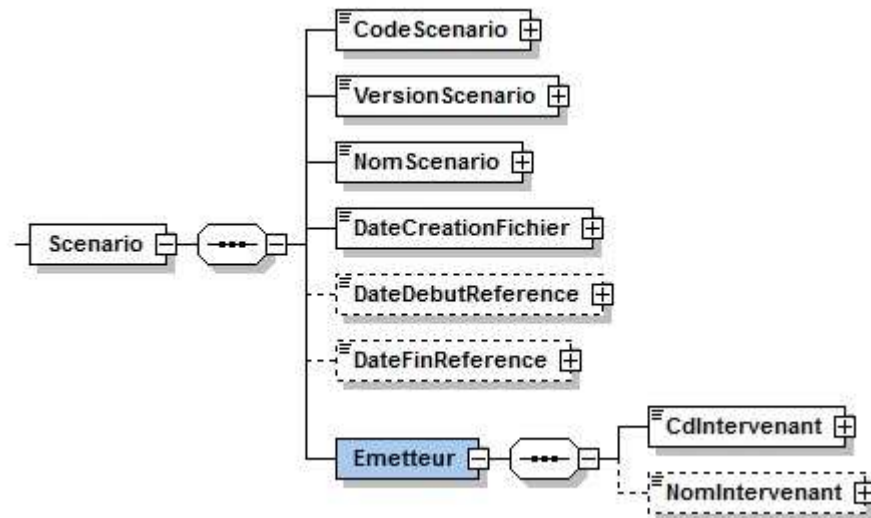 CodeScenario
VersionScenario
NomScenario
Scenario
DateCreationFichier
DateDebutReference
DateFinReference
Emetteur
CdIntervenant
NomIntervenant